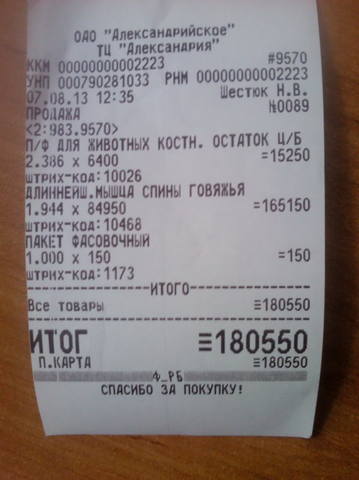 ОАО "Александрийское"
ТЦ "Александрия"
ККМ 00000000002223 #9570
УНП 000790281033 РНМ 00000000002223
07.08.13 12:35 Шестюк Н.В.
ПРОДАЖА №0089
<2:983.9570>
П/Ф ДЛЯ ЖИВОТНЫХ КОСТН. ОСТАТОК Ц/Б
2.386 x 6400 =15250
штрих-код:10026
ДЛИННЕЙШ.МЫШЦА СПИНЫ ГОВЯЖЬЯ
1.944 x 84950 =165150
штрих-код:10468
ПАКЕТ ФАСОВОЧНЫЙ
1.000 x 150 =150
штрих-код:1173
ИТОГО
Все товары =180550
ИТОГ =180550
П.КАРТА =180550
СПАСИБО ЗА ПОКУПКУ!